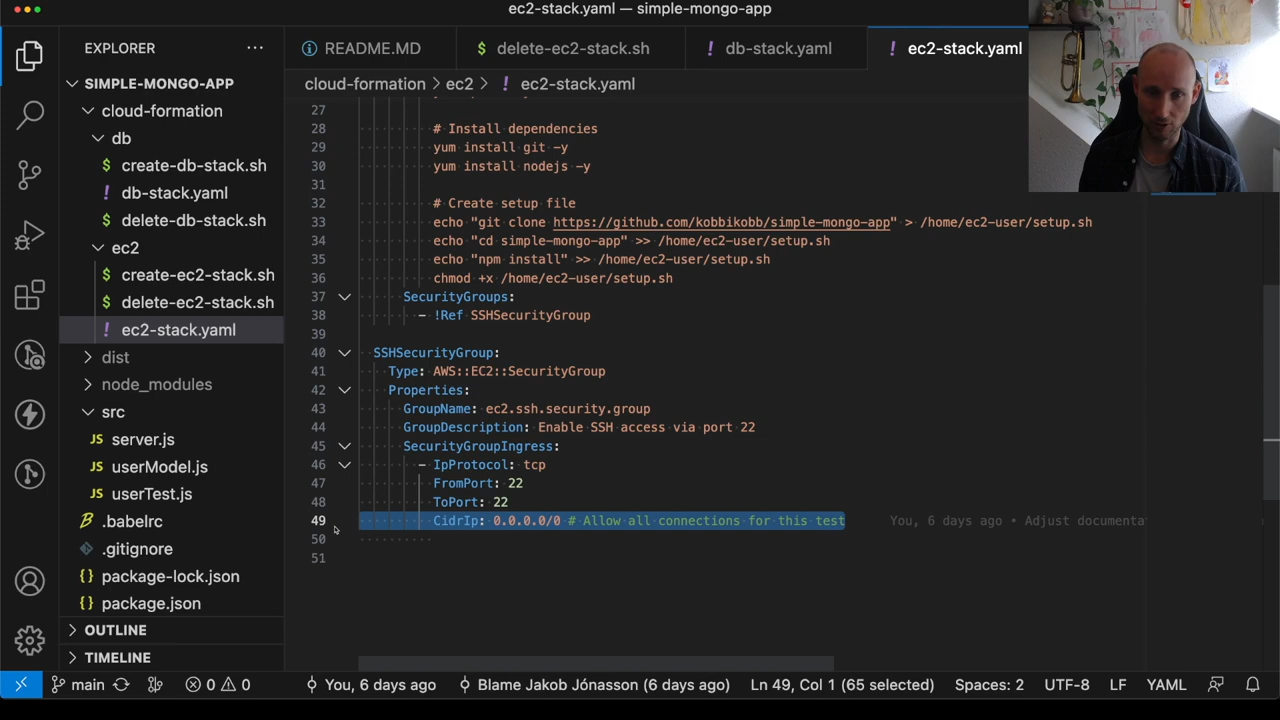 ec2-stack.yaml — simple-mongo-app
EXPLORER
README.MD
delete-ec2-stack.sh
db-stack.yaml
ec2-stack.yaml
cloud-formation > ec2 > ec2-stack.yaml
SIMPLE-MONGO-APP
cloud-formation
db
create-db-stack.sh
db-stack.yaml
delete-db-stack.sh
ec2
create-ec2-stack.sh
delete-ec2-stack.sh
ec2-stack.yaml
dist
node_modules
src
JS server.js
JS userModel.js
JS userTest.js
.babelrc
.gitignore
package-lock.json
package.json
OUTLINE
TIMELINE
27
28 # Install dependencies
29 yum install git -y
30 yum install nodejs -y
31
32 # Create setup file
33 echo "git clone https://github.com/kobbikobb/simple-mongo-app" > /home/ec2-user/setup.sh
34 echo "cd simple-mongo-app" >> /home/ec2-user/setup.sh
35 echo "npm install" >> /home/ec2-user/setup.sh
36 chmod +x /home/ec2-user/setup.sh
37 SecurityGroups:
38 - !Ref SSHSecurityGroup
39
40 SSHSecurityGroup:
41 Type: AWS::EC2::SecurityGroup
42 Properties:
43 GroupName: ec2.ssh.security.group
44 GroupDescription: Enable SSH access via port 22
45 SecurityGroupIngress:
46 - IpProtocol: tcp
47 FromPort: 22
48 ToPort: 22
49 CidrIp: 0.0.0.0/0 # Allow all connections for this test You, 6 days ago • Adjust documenta
50
51
main 0 0 You, 6 days ago Blame Jakob Jónasson (6 days ago) Ln 49, Col 1 (65 selected) Spaces: 2 UTF-8 LF YAML